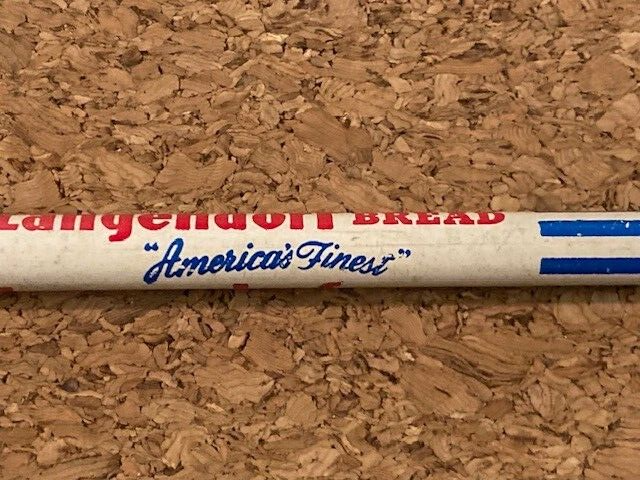 Langendorf BREAD
"America's Finest"